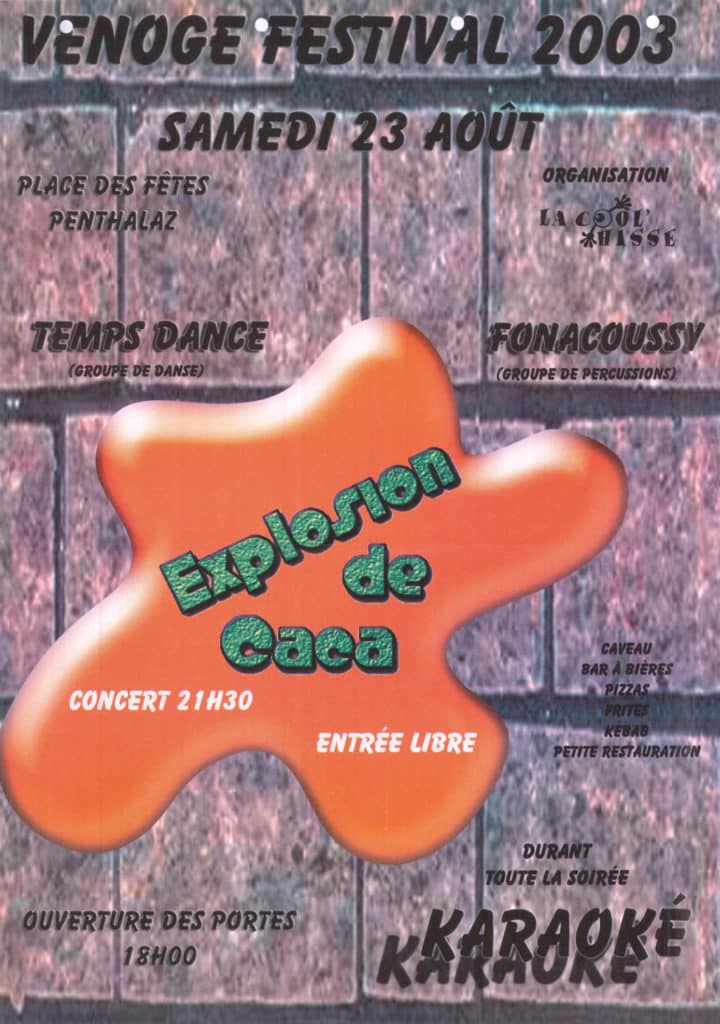 VENOGE FESTIVAL 2003
SAMEDI 23 AOÛT
PLACE DES FÊTES
PENTHALAZ
ORGANISATION
LA COOL'
HISSE
TEMPS DANCE
(GROUPE DE DANSE)
FONACOUSSY
(GROUPE DE PERCUSSIONS)
Explosion
de
Caca
CONCERT 21H30
ENTRÉE LIBRE
CAVEAU
BAR À BIÈRES
PIZZAS
FRITES
KEBAB
PETITE RESTAURATION
DURANT
TOUTE LA SOIRÉE
KARAOKÉ
OUVERTURE DES PORTES
18H00